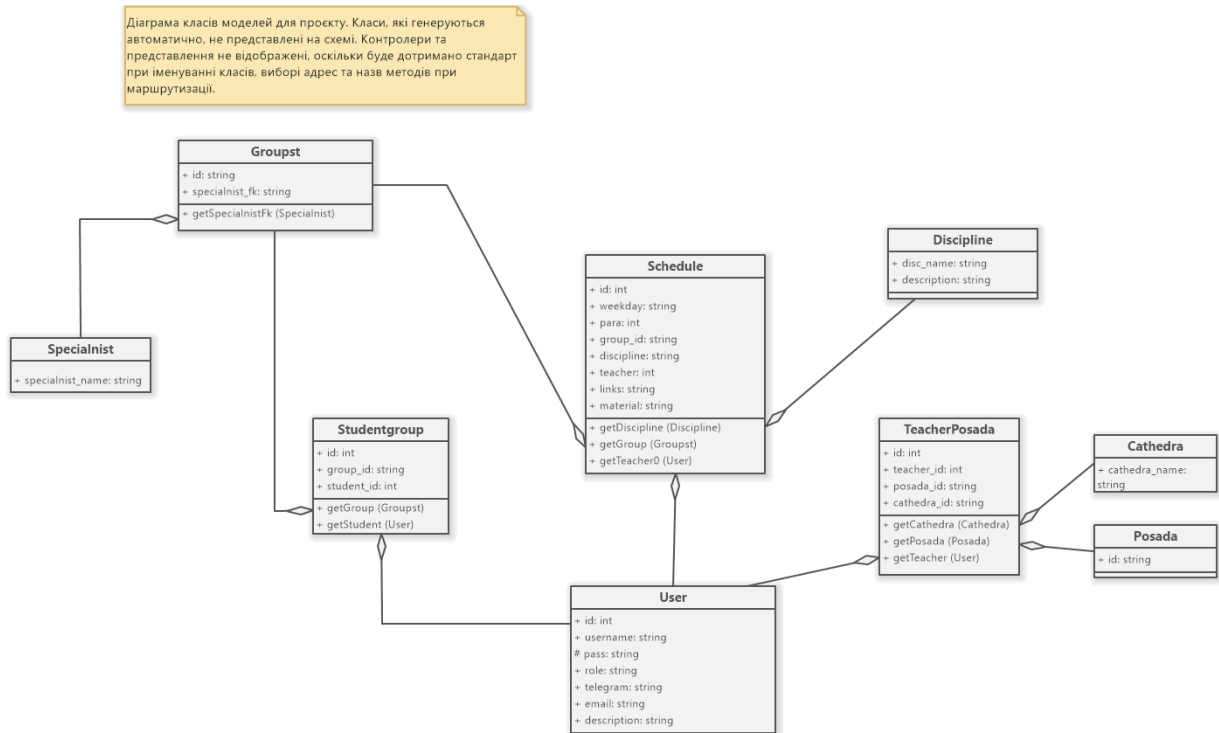 Діаграма класів моделей для проєкту. Класи, які генеруються
автоматично, не представлені на схемі. Контролери та
представлення не відображені, оскільки буде дотримано стандарт
при іменуванні класів, виборі адрес та назв методів при
маршрутизації.
Groupst
+ id: string
+ specialnist_fk: string
+ getSpecialnistFk (Specialnist)
Specialnist
+ specialnist_name: string
Studentgroup
+ id: int
+ group_id: string
+ student_id: int
+ getGroup (Groupst)
+ getStudent (User)
Schedule
+ id: int
+ weekday: string
+ para: int
+ group_id: string
+ discipline: string
+ teacher: int
+ links: string
+ material: string
+ getDiscipline (Discipline)
+ getGroup (Groupst)
+ getTeacher0 (User)
Discipline
+ disc_name: string
+ description: string
TeacherPosada
+ id: int
+ teacher_id: int
+ posada_id: string
+ cathedra_id: string
+ getCathedra (Cathedra)
+ getPosada (Posada)
+ getTeacher (User)
Cathedra
+ cathedra_name:
string
Posada
+ id: string
User
+ id: int
+ username: string
# pass: string
+ role: string
+ telegram: string
+ email: string
+ description: string